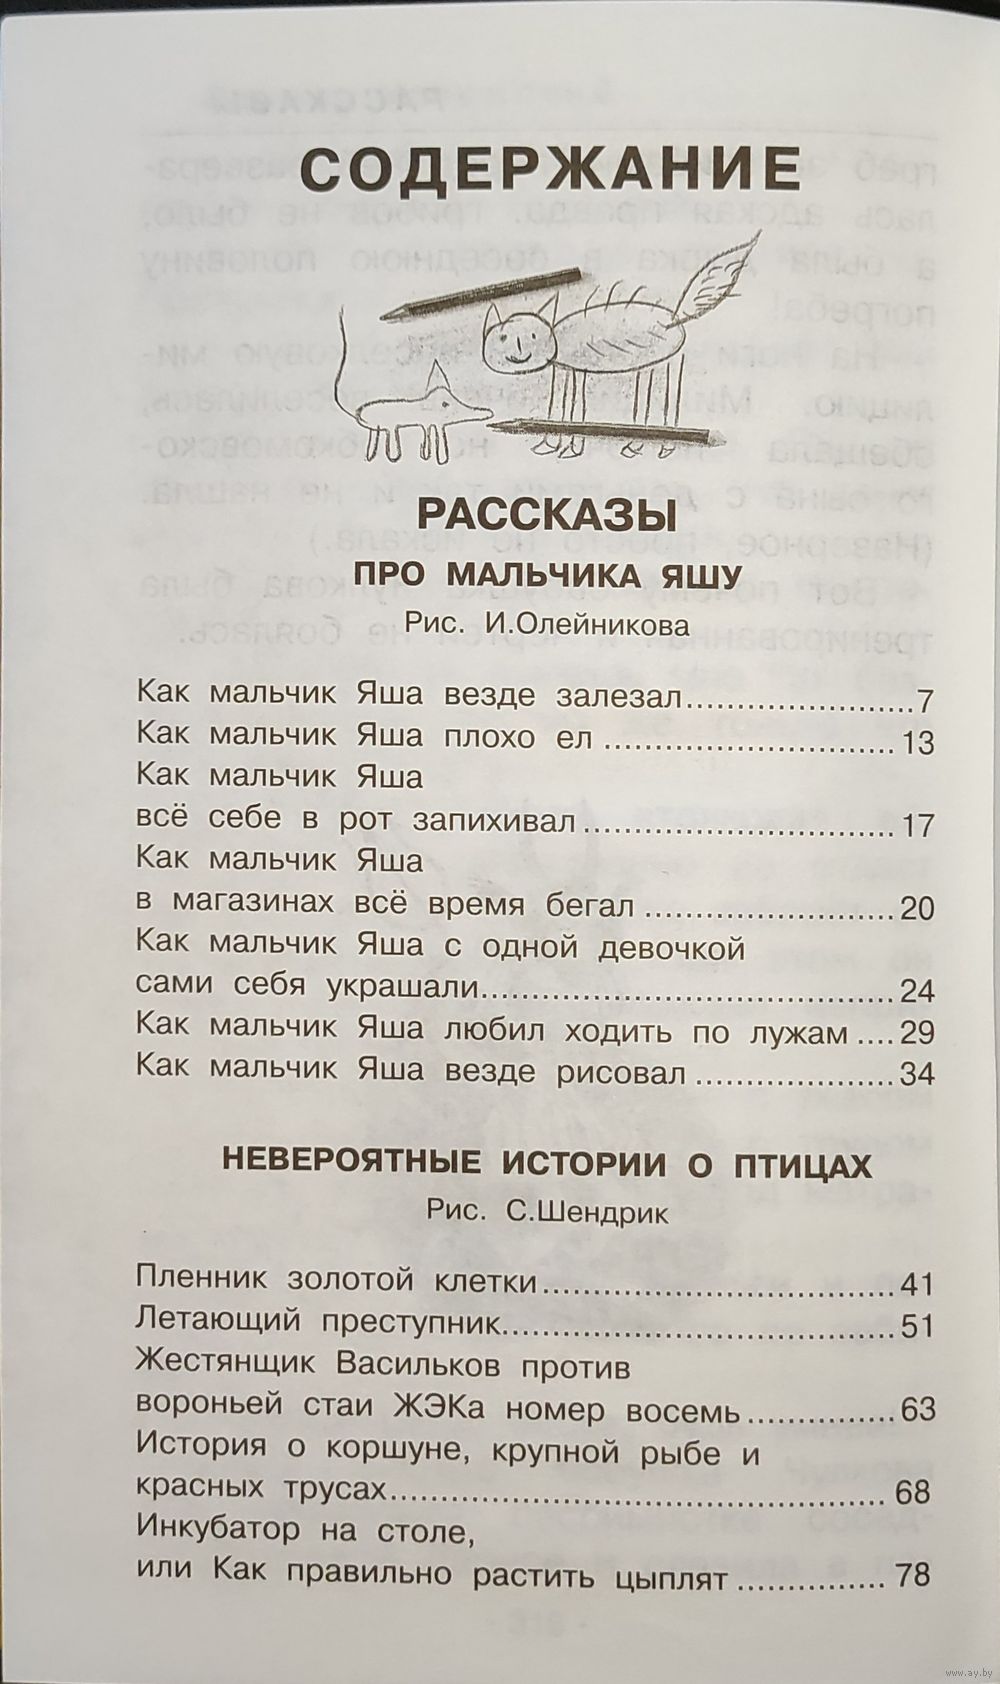 СОДЕРЖАНИЕ
РАССКАЗЫ
ПРО МАЛЬЧИКА ЯШУ
Рис. И.Олейникова
Как мальчик Яша везде залезал.......................7
Как мальчик Яша плохо ел ............................. 13
Как мальчик Яша
всё себе в рот запихивал ............................... 17
Как мальчик Яша
в магазинах всё время бегал ......................... 20
Как мальчик Яша с одной девочкой
сами себя украшали......................................... 24
Как мальчик Яша любил ходить по лужам .... 29
Как мальчик Яша везде рисовал .................... 34
НЕВЕРОЯТНЫЕ ИСТОРИИ О ПТИЦАХ
Рис. С.Шендрик
Пленник золотой клетки................................... 41
Летающий преступник....................................... 51
Жестянщик Васильков против
вороньей стаи ЖЭКа номер восемь ............... 63
История о коршуне, крупной рыбе и
красных трусах.................................................. 68
Инкубатор на столе,
или Как правильно растить цыплят ............... 78
www.ay.by